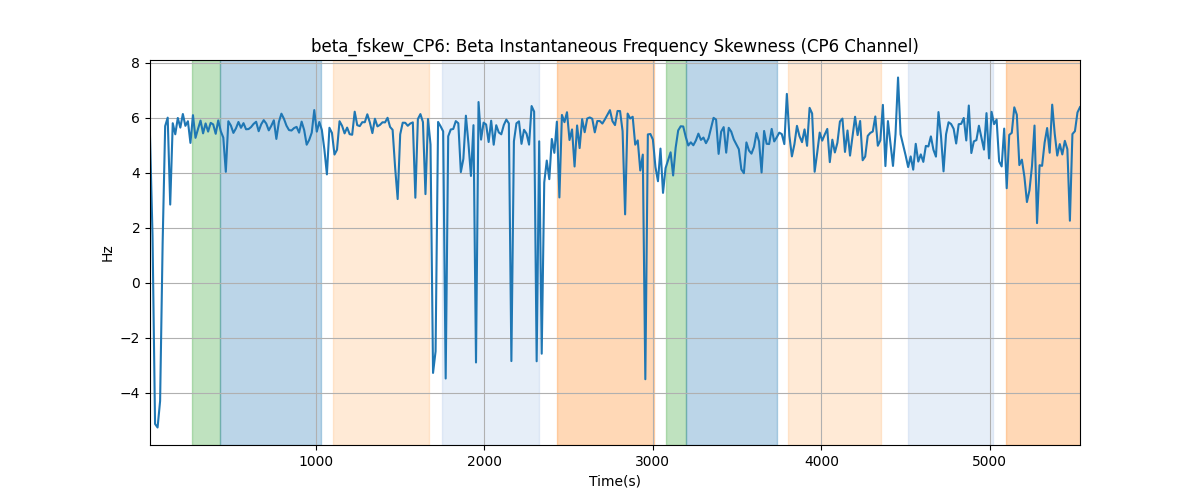 beta_fskew_CP6: Beta Instantaneous Frequency Skewness (CP6 Channel)
8
6
4
2
0
−2
−4
Hz
1000 2000 3000 4000 5000
Time(s)